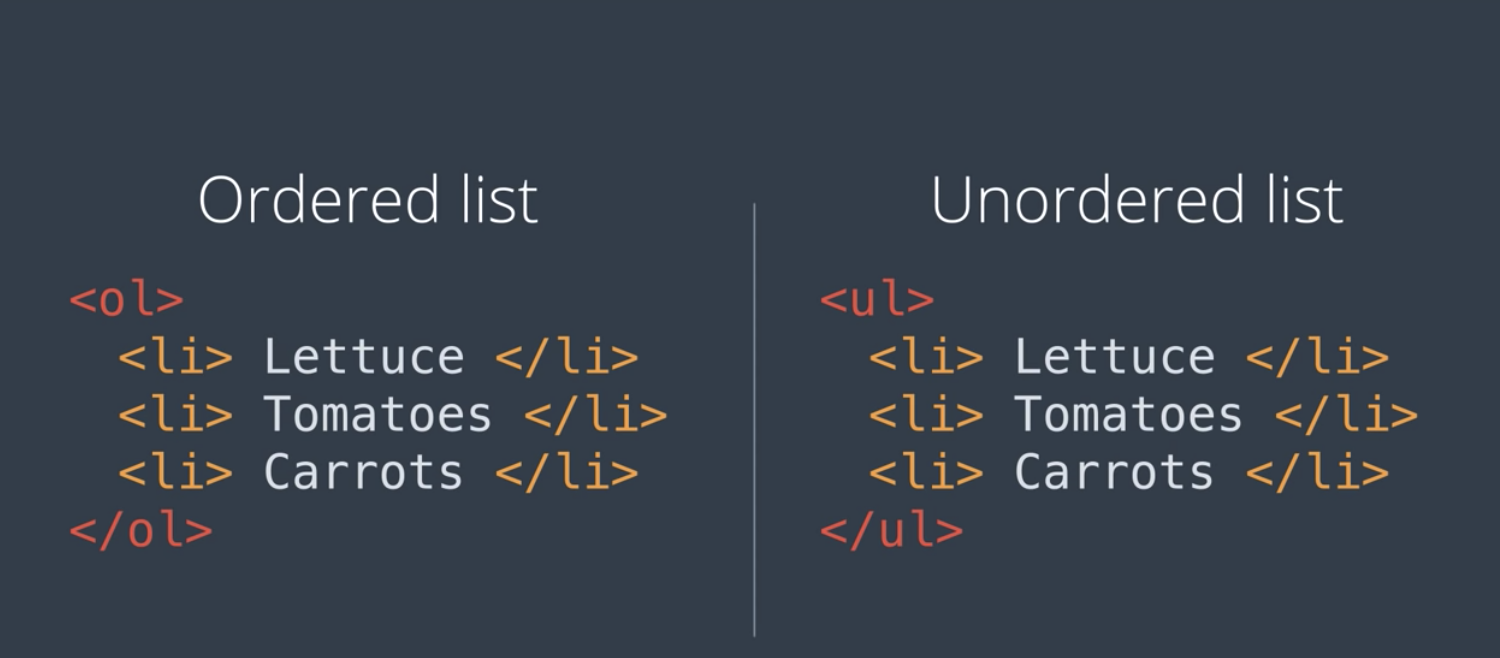 Ordered list
<ol>
<li> Lettuce </li>
<li> Tomatoes </li>
<li> Carrots </li>
</ol>
Unordered list
<ul>
<li> Lettuce </li>
<li> Tomatoes </li>
<li> Carrots </li>
</ul>